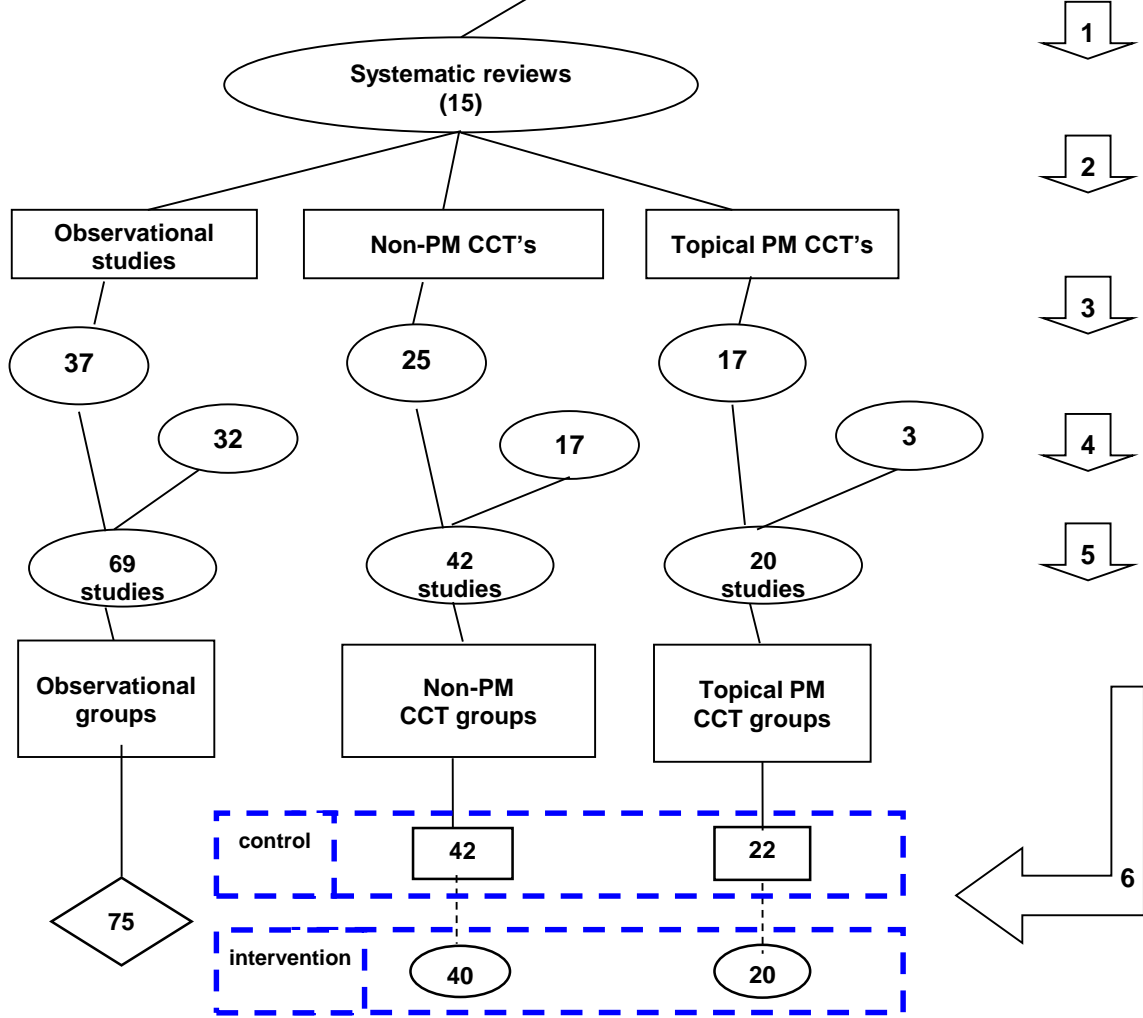 1
Systematic reviews
(15)
2
Observational
studies
Non-PM CCT's
Topical PM CCT's
3
37
25
17
32
17
3
4
69
studies
42
studies
20
studies
5
Observational
groups
Non-PM
CCT groups
Topical PM
CCT groups
control
42
22
6
75
intervention
40
20